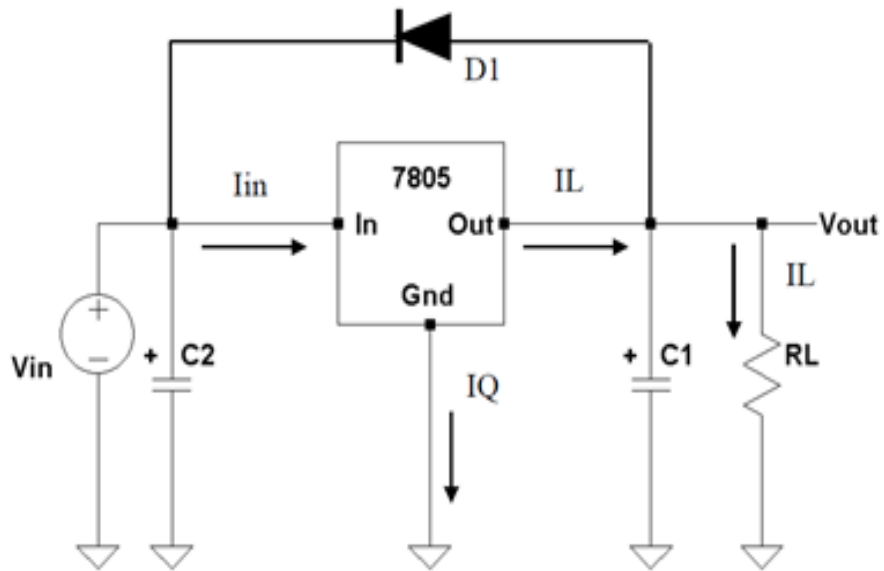 D1
7805
Iin
IL
In
Out
Vout
Gnd
IL
+
+ C2
+ C1
RL
Vin
−
IQ